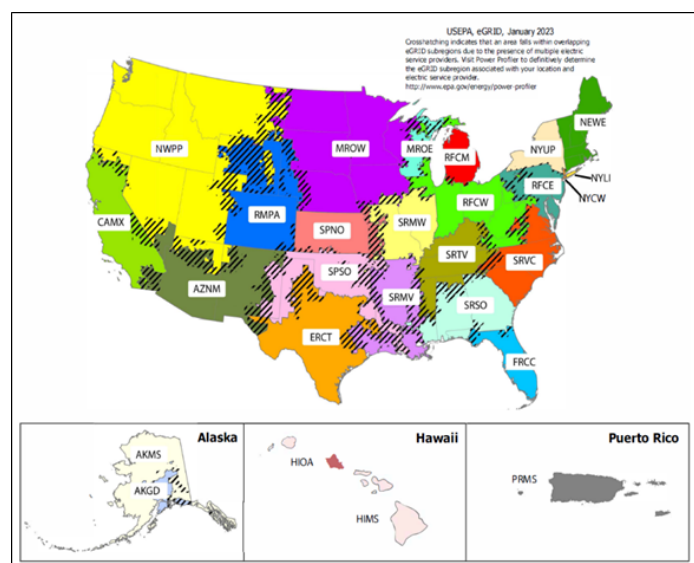 USEPA, eGRID, January 2023
Crosshatching indicates that an area falls within overlapping
eGRID subregions due to the presence of multiple electric
service providers. Visit Power Profiler to definitively determine
the eGRID subregion associated with your location and
electric service provider.
http://www.epa.gov/energy/power-profiler
NEWE
NWPP
MROW
MROE
NYUP
RFCM
NYLI
RFCE
NYCW
CAMX
RMPA
RFCW
SPNO
SRMW
SRTV
SRVC
SPSO
AZNM
SRMV
SRSO
ERCT
FRCC
Alaska
AKMS
AKGD
Hawaii
HIOA
HIMS
Puerto Rico
PRMS